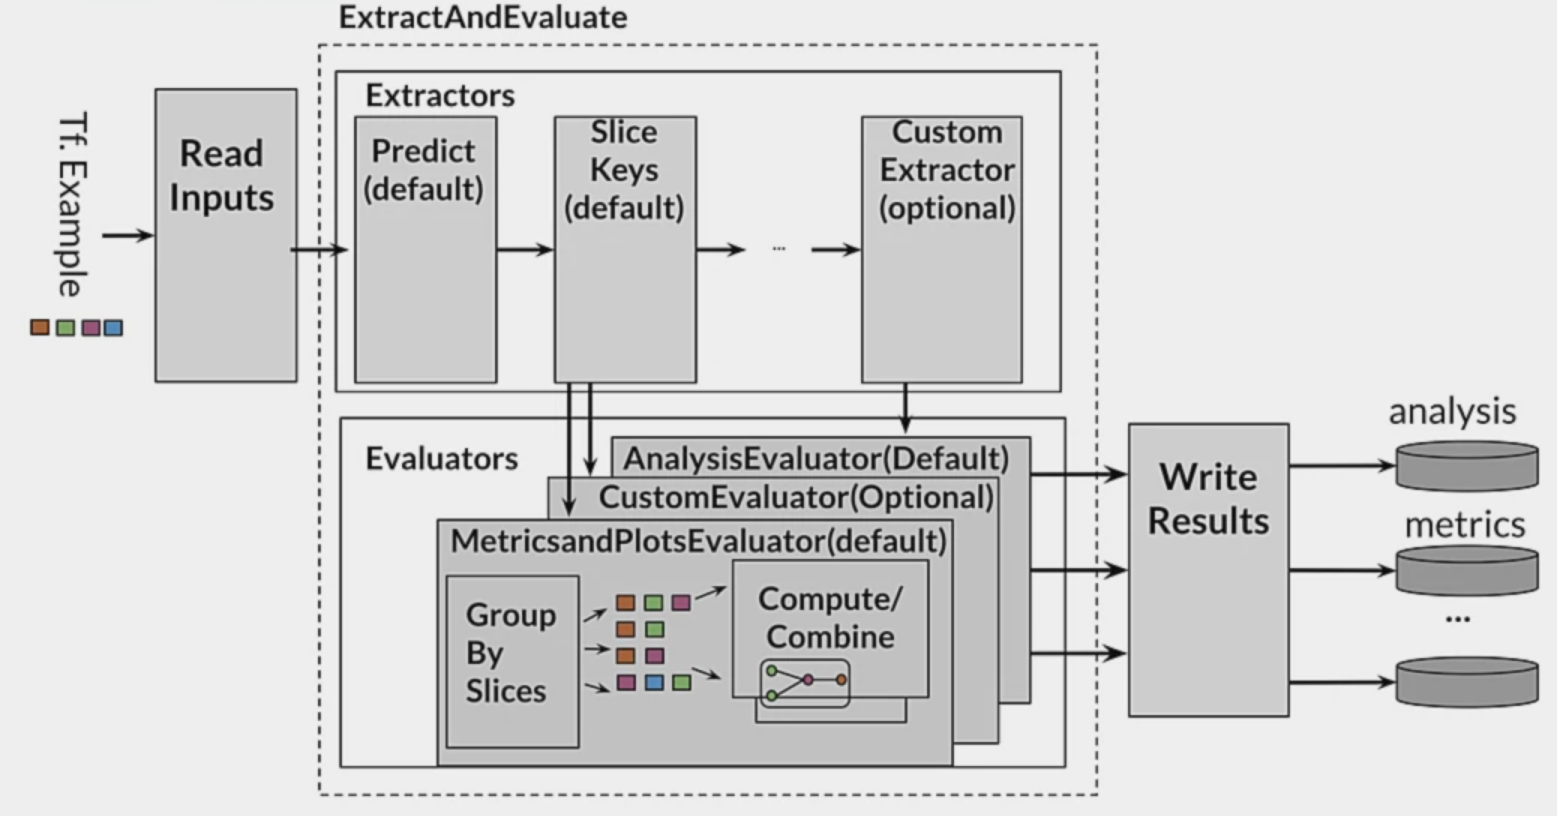 ExtractAndEvaluate
Tf. Example
Read
Inputs
Extractors
Predict
(default)
Slice
Keys
(default)
...
Custom
Extractor
(optional)
Evaluators
AnalysisEvaluator(Default)
CustomEvaluator(Optional)
MetricsandPlotsEvaluator(default)
Group
By
Slices
Compute/
Combine
Write
Results
analysis
metrics
...